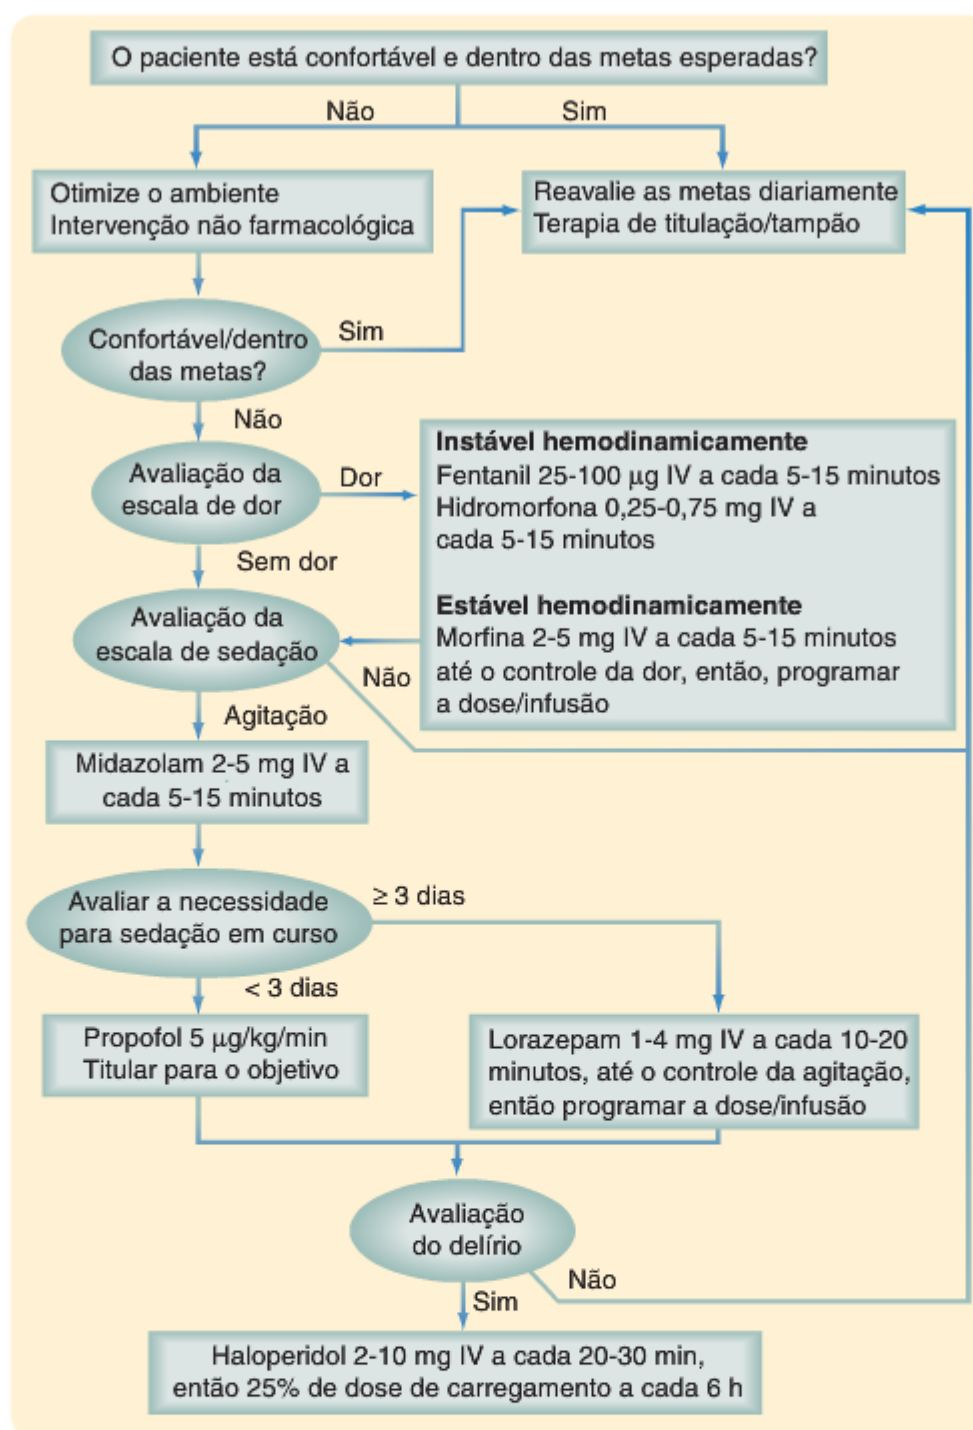 O paciente está confortável e dentro das metas esperadas?
Não
Sim
Otimize o ambiente
Intervenção não farmacológica
Reavalie as metas diariamente
Terapia de titulação/tampão
Confortável/dentro
das metas?
Sim
Não
Avaliação da
escala de dor
Dor
Instável hemodinamicamente
Fentanil 25-100 μg IV a cada 5-15 minutos
Hidromorfona 0,25-0,75 mg IV a
cada 5-15 minutos
Estável hemodinamicamente
Morfina 2-5 mg IV a cada 5-15 minutos
até o controle da dor, então, programar
a dose/infusão
Sem dor
Avaliação da
escala de sedação
Não
Agitação
Midazolam 2-5 mg IV a
cada 5-15 minutos
Avaliar a necessidade
para sedação em curso
≥ 3 dias
< 3 dias
Propofol 5 μg/kg/min
Titular para o objetivo
Lorazepam 1-4 mg IV a cada 10-20
minutos, até o controle da agitação,
então programar a dose/infusão
Avaliação
do delírio
Não
Sim
Haloperidol 2-10 mg IV a cada 20-30 min,
então 25% de dose de carregamento a cada 6 h